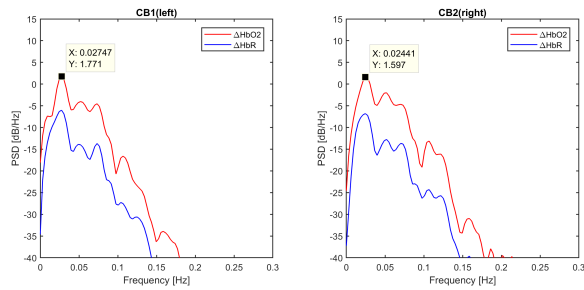 CB1(left)
15
10
5
0
-5
-10
-15
-20
-25
-30
-35
-40
PSD [dB/Hz]
X: 0.02747
Y: 1.771
ΔHbO2
ΔHbR
0
0.05
0.1
0.15
0.2
0.25
0.3
Frequency [Hz]
CB2(right)
15
10
5
0
-5
-10
-15
-20
-25
-30
-35
-40
PSD [dB/Hz]
X: 0.02441
Y: 1.597
ΔHbO2
ΔHbR
0
0.05
0.1
0.15
0.2
0.25
0.3
Frequency [Hz]